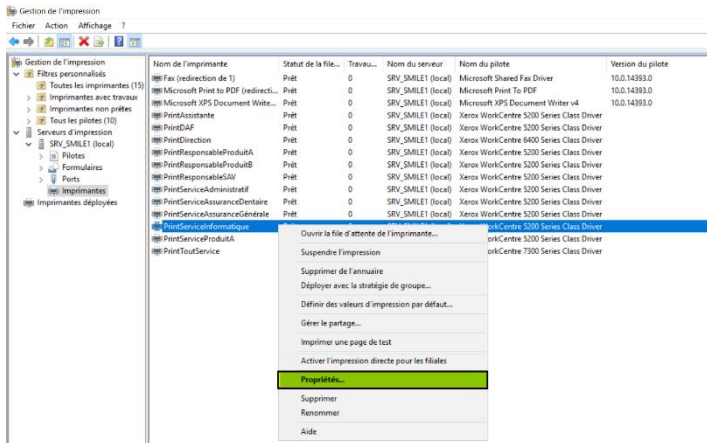 Gestion de l'impression
Fichier Action Affichage ?
Gestion de l'impression
Filtres personnalisés
Toutes les imprimantes (15)
Imprimantes avec travaux
Imprimantes non prêtes
Tous les pilotes (10)
Serveurs d'impression
SRV_SMILE1 (local)
Pilotes
Formulaires
Ports
Imprimantes
Imprimantes déployées
Nom de l'imprimante Statut de la file... Travau... Nom du serveur Nom du pilote Version du pilote
Fax (redirection de 1) Prêt 0 SRV_SMILE1 (local) Microsoft Shared Fax Driver 10.0.14393.0
Microsoft Print to PDF (redirecti... Prêt 0 SRV_SMILE1 (local) Microsoft Print To PDF 10.0.14393.0
Microsoft XPS Document Write... Prêt 0 SRV_SMILE1 (local) Microsoft XPS Document Writer v4 10.0.14393.0
PrintAssistante Prêt 0 SRV_SMILE1 (local) Xerox WorkCentre 5200 Series Class Driver
PrintDAF Prêt 0 SRV_SMILE1 (local) Xerox WorkCentre 5200 Series Class Driver
PrintDirection Prêt 0 SRV_SMILE1 (local) Xerox WorkCentre 6400 Series Class Driver
PrintResponsableProduitA Prêt 0 SRV_SMILE1 (local) Xerox WorkCentre 5200 Series Class Driver
PrintResponsableProduitB Prêt 0 SRV_SMILE1 (local) Xerox WorkCentre 5200 Series Class Driver
PrintResponsableSAV Prêt 0 SRV_SMILE1 (local) Xerox WorkCentre 5200 Series Class Driver
PrintServiceAdministratif Prêt 0 SRV_SMILE1 (local) Xerox WorkCentre 5200 Series Class Driver
PrintServiceAssuranceDentaire Prêt 0 SRV_SMILE1 (local) Xerox WorkCentre 5200 Series Class Driver
PrintServiceAssuranceGénérale Prêt 0 SRV_SMILE1 (local) Xerox WorkCentre 5200 Series Class Driver
PrintServiceInformatique orkCentre 5200 Series Class Driver
PrintServiceProduitA orkCentre 5200 Series Class Driver
PrintToutService orkCentre 7300 Series Class Driver
Ouvrir la file d'attente de l'imprimante...
Suspendre l'impression
Supprimer de l'annuaire
Déployer avec la stratégie de groupe...
Définir des valeurs d'impression par défaut...
Gérer le partage...
Imprimer une page de test
Activer l'impression directe pour les filiales
Propriétés...
Supprimer
Renommer
Aide